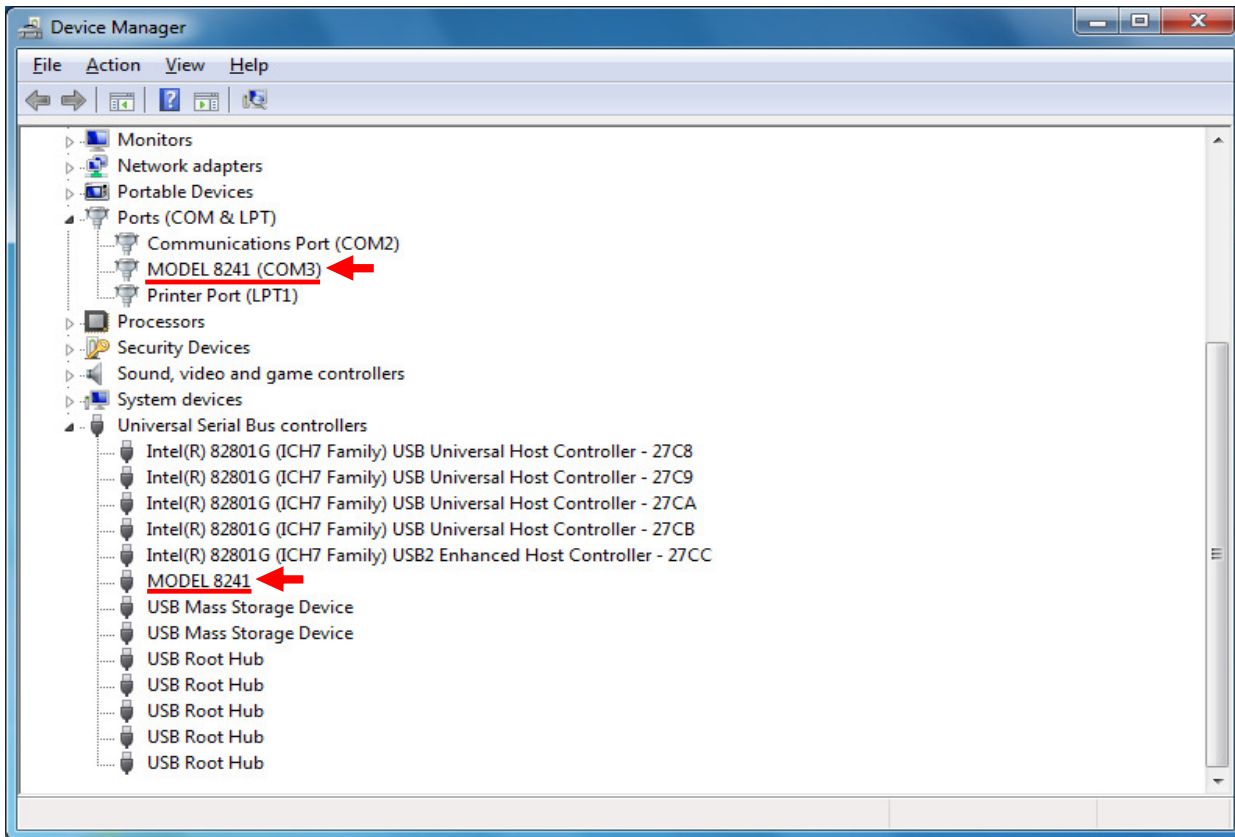 Device Manager
File Action View Help
Monitors
Network adapters
Portable Devices
Ports (COM & LPT)
Communications Port (COM2)
MODEL 8241 (COM3)
Printer Port (LPT1)
Processors
Security Devices
Sound, video and game controllers
System devices
Universal Serial Bus controllers
Intel(R) 82801G (ICH7 Family) USB Universal Host Controller - 27C8
Intel(R) 82801G (ICH7 Family) USB Universal Host Controller - 27C9
Intel(R) 82801G (ICH7 Family) USB Universal Host Controller - 27CA
Intel(R) 82801G (ICH7 Family) USB Universal Host Controller - 27CB
Intel(R) 82801G (ICH7 Family) USB2 Enhanced Host Controller - 27CC
MODEL 8241
USB Mass Storage Device
USB Mass Storage Device
USB Root Hub
USB Root Hub
USB Root Hub
USB Root Hub
USB Root Hub